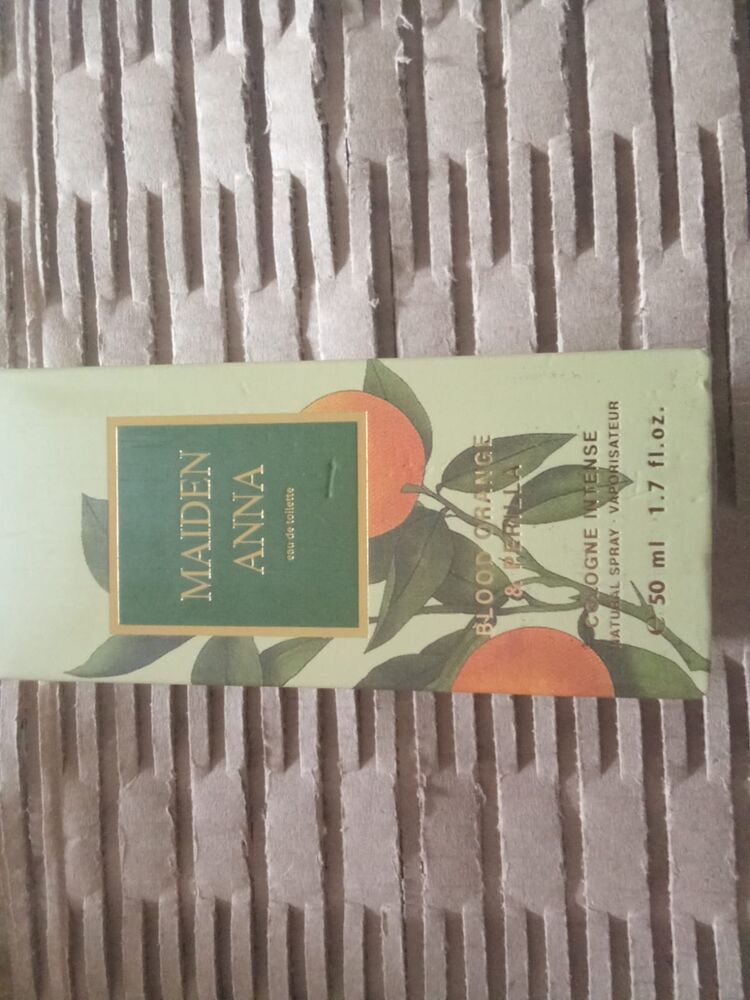 MAIDEN
ANNA
eau de toilette
BLOOD ORANGE
& PERILLA
COLOGNE INTENSE
NATURAL SPRAY · VAPORISATEUR
℮ 50 ml 1.7 fl.oz.